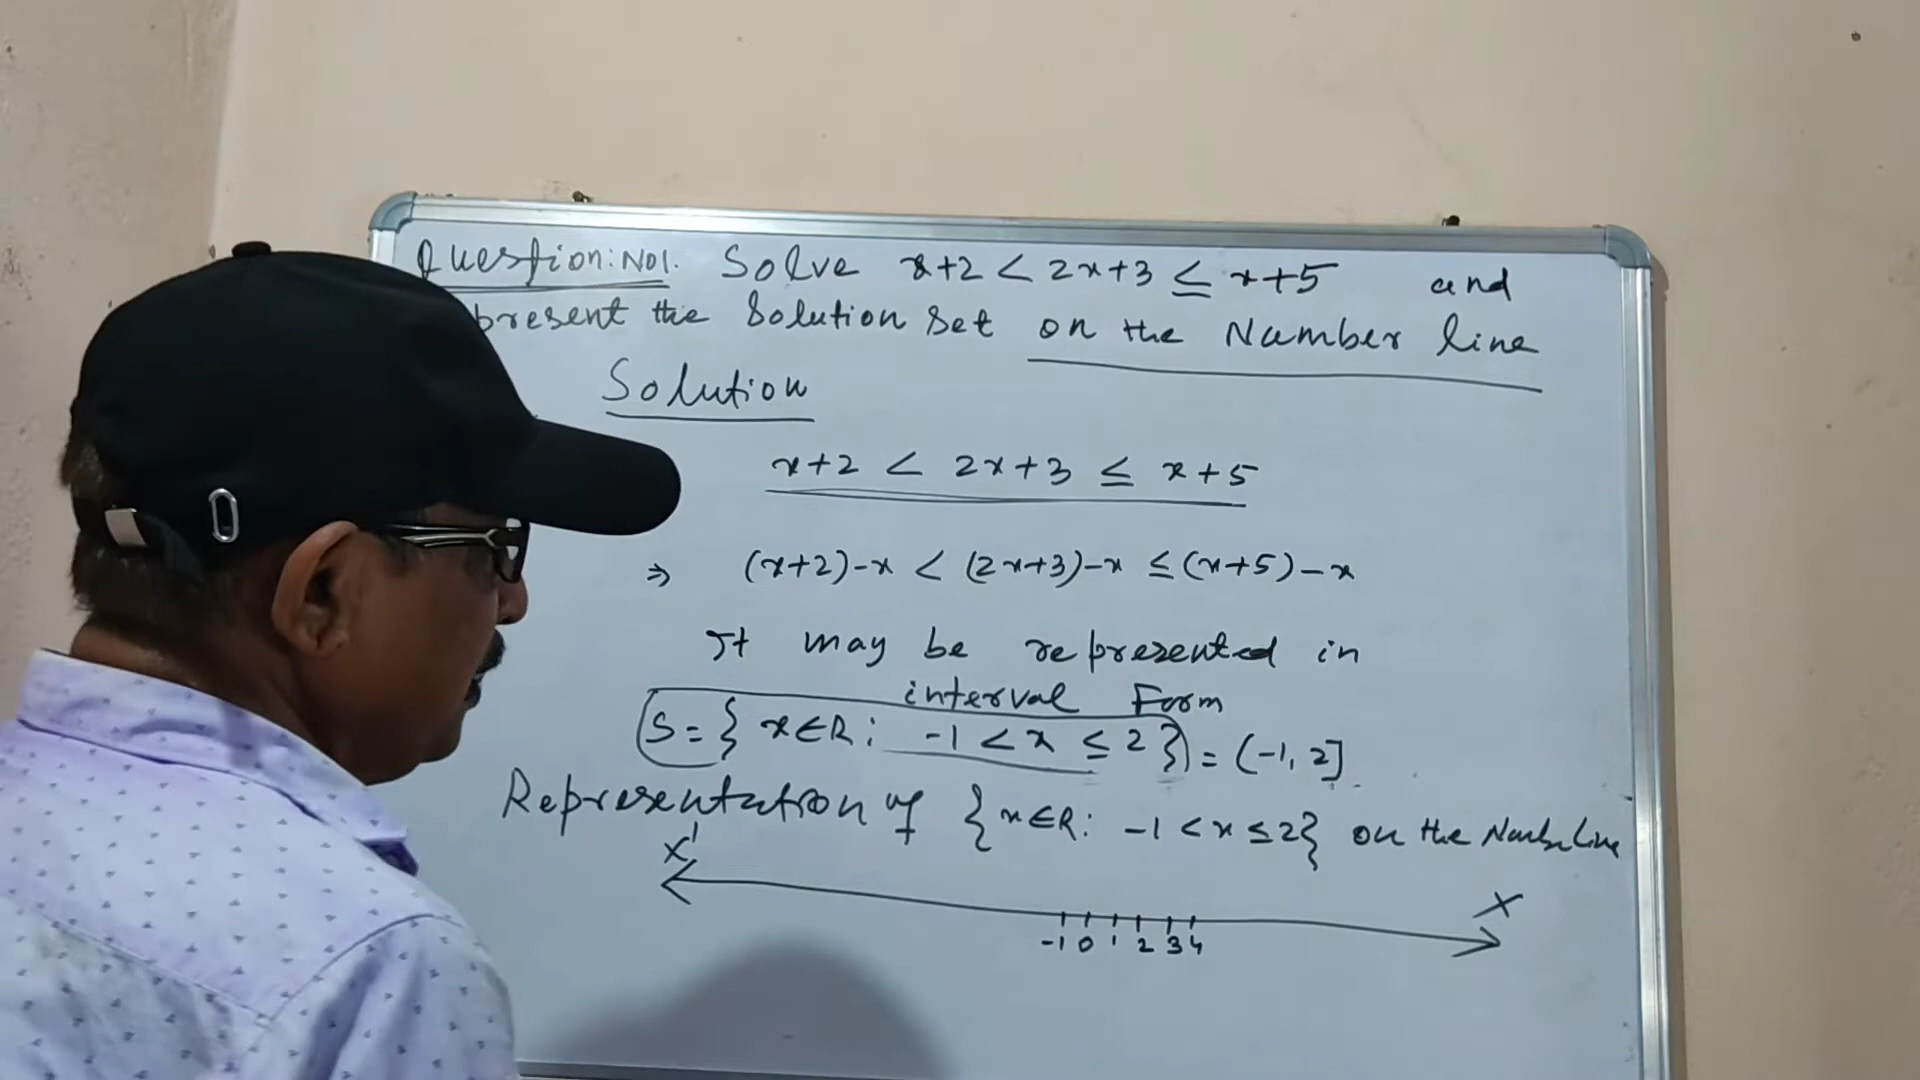 Question: No1. Solve x+2 < 2x+3 ≤ x+5 and
present the Solution Set on the Number line
Solution
x+2 < 2x+3 ≤ x+5
⇒ (x+2)-x < (2x+3)-x ≤ (x+5)-x
It may be represented in
interval Form
S = { x∈R: -1 < x ≤ 2 } = (-1, 2]
Representation of { x∈R: -1 < x ≤ 2 } on the Line
X' X
-1 0 1 2 3 4